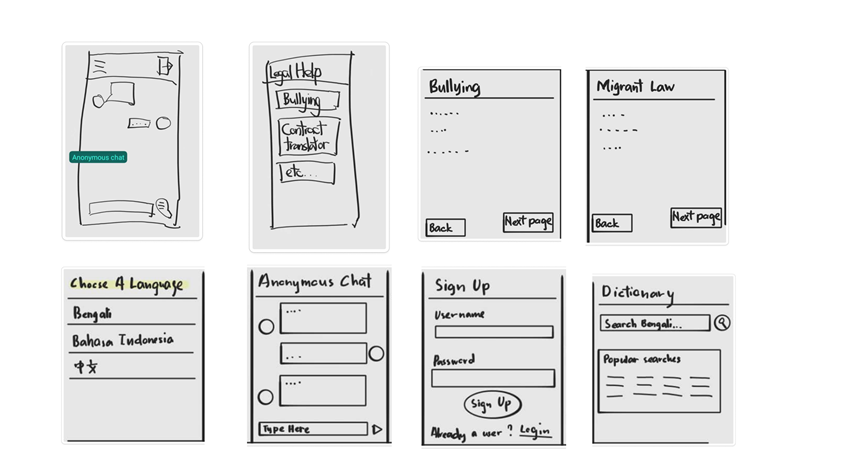 Anonymous chat
Legal Help
Bullying
Contract
translator
etc...
Bullying
Back
Next page
Migrant Law
Back
Next page
Choose A Language
Bengali
Bahasa Indonesia
中文
Anonymous Chat
Type Here
Sign Up
Username
Password
Sign Up
Already a user ? Login
Dictionary
Search Bengali...
Popular searches